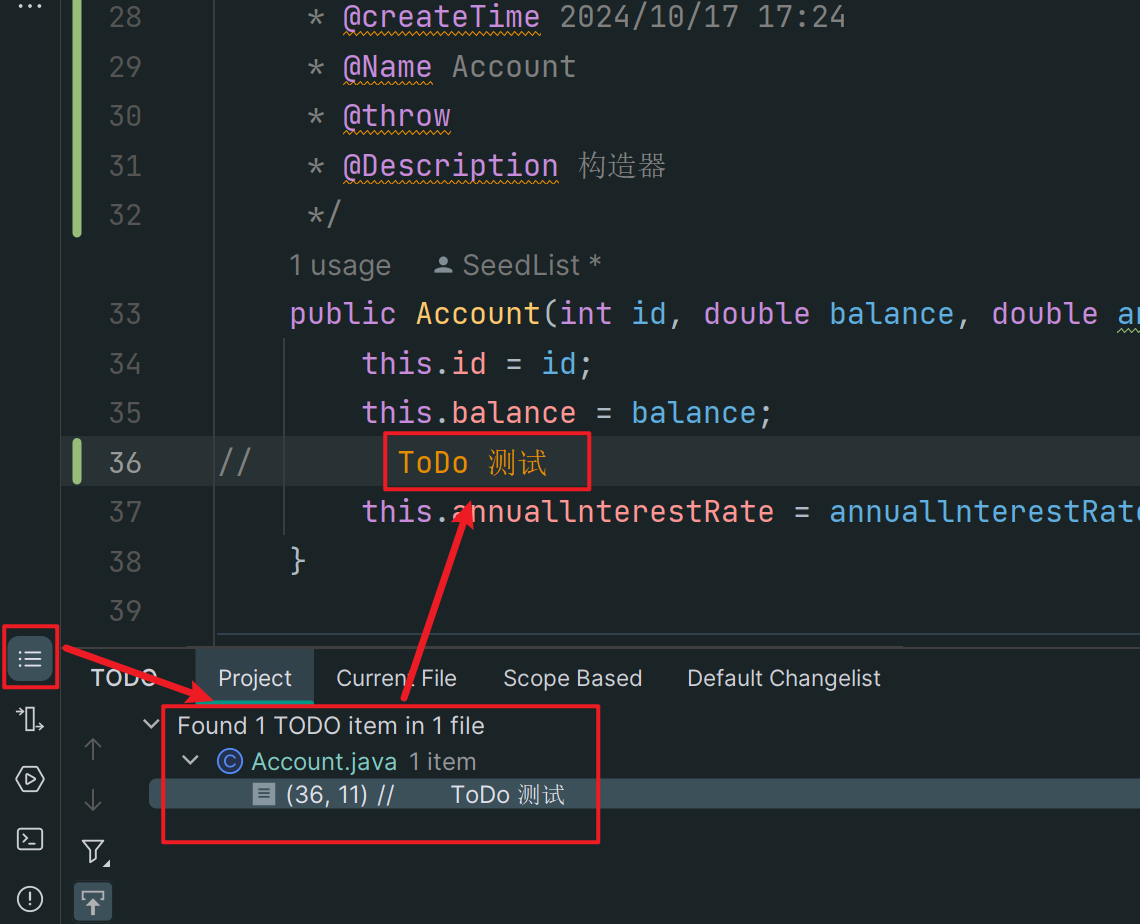 28 * @createTime 2024/10/17 17:24
29 * @Name Account
30 * @throw
31 * @Description 构造器
32 */
1 usage SeedList *
33 public Account(int id, double balance, double an
34 this.id = id;
35 this.balance = balance;
36 // ToDo 测试
37 this.annuallnterestRate = annuallnterestRate
38 }
39
TODO Project Current File Scope Based Default Changelist
Found 1 TODO item in 1 file
Account.java 1 item
(36, 11) // ToDo 测试